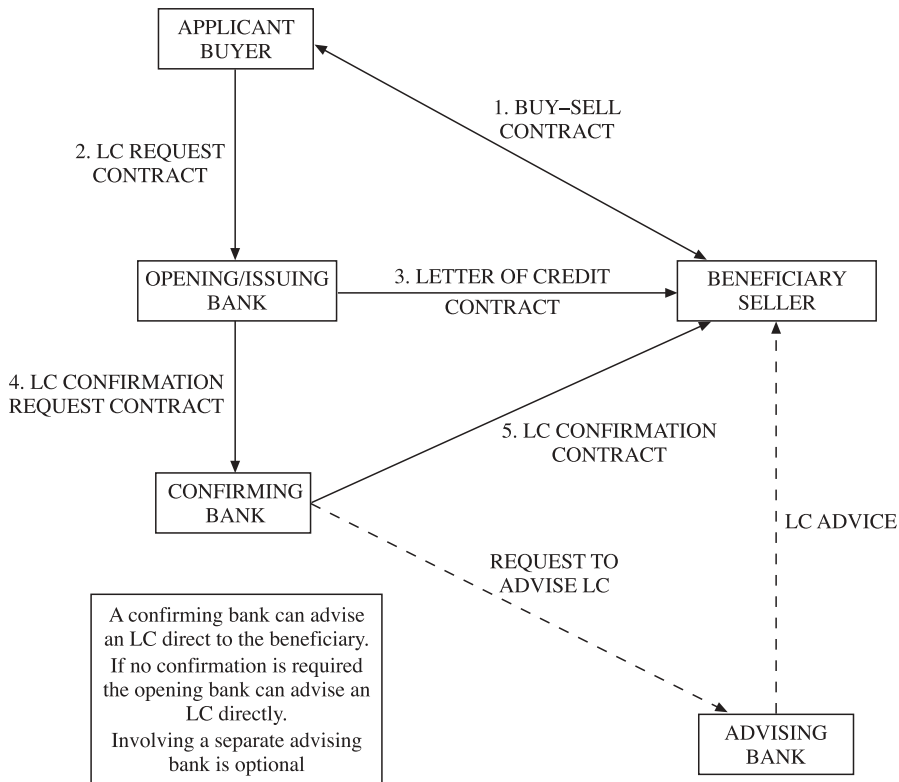 APPLICANT
BUYER
1. BUY–SELL
CONTRACT
2. LC REQUEST
CONTRACT
OPENING/ISSUING
BANK
3. LETTER OF CREDIT
CONTRACT
BENEFICIARY
SELLER
4. LC CONFIRMATION
REQUEST CONTRACT
5. LC CONFIRMATION
CONTRACT
CONFIRMING
BANK
LC ADVICE
REQUEST TO
ADVISE LC
A confirming bank can advise
an LC direct to the beneficiary.
If no confirmation is required
the opening bank can advise an
LC directly.
Involving a separate advising
bank is optional
ADVISING
BANK